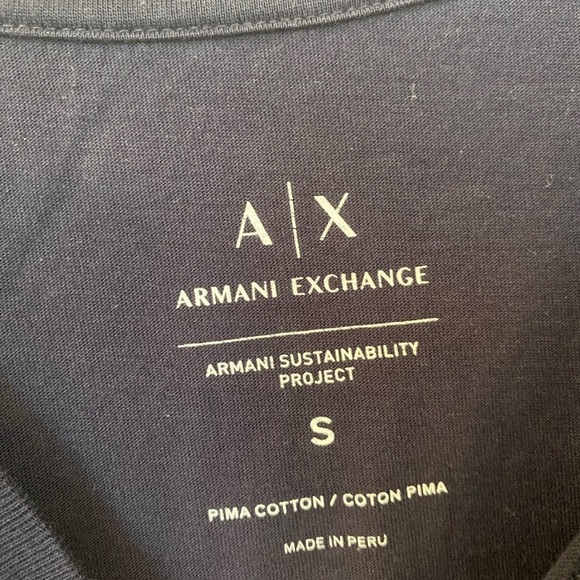 A|X
ARMANI EXCHANGE
ARMANI SUSTAINABILITY
PROJECT
S
PIMA COTTON / COTON PIMA
MADE IN PERU